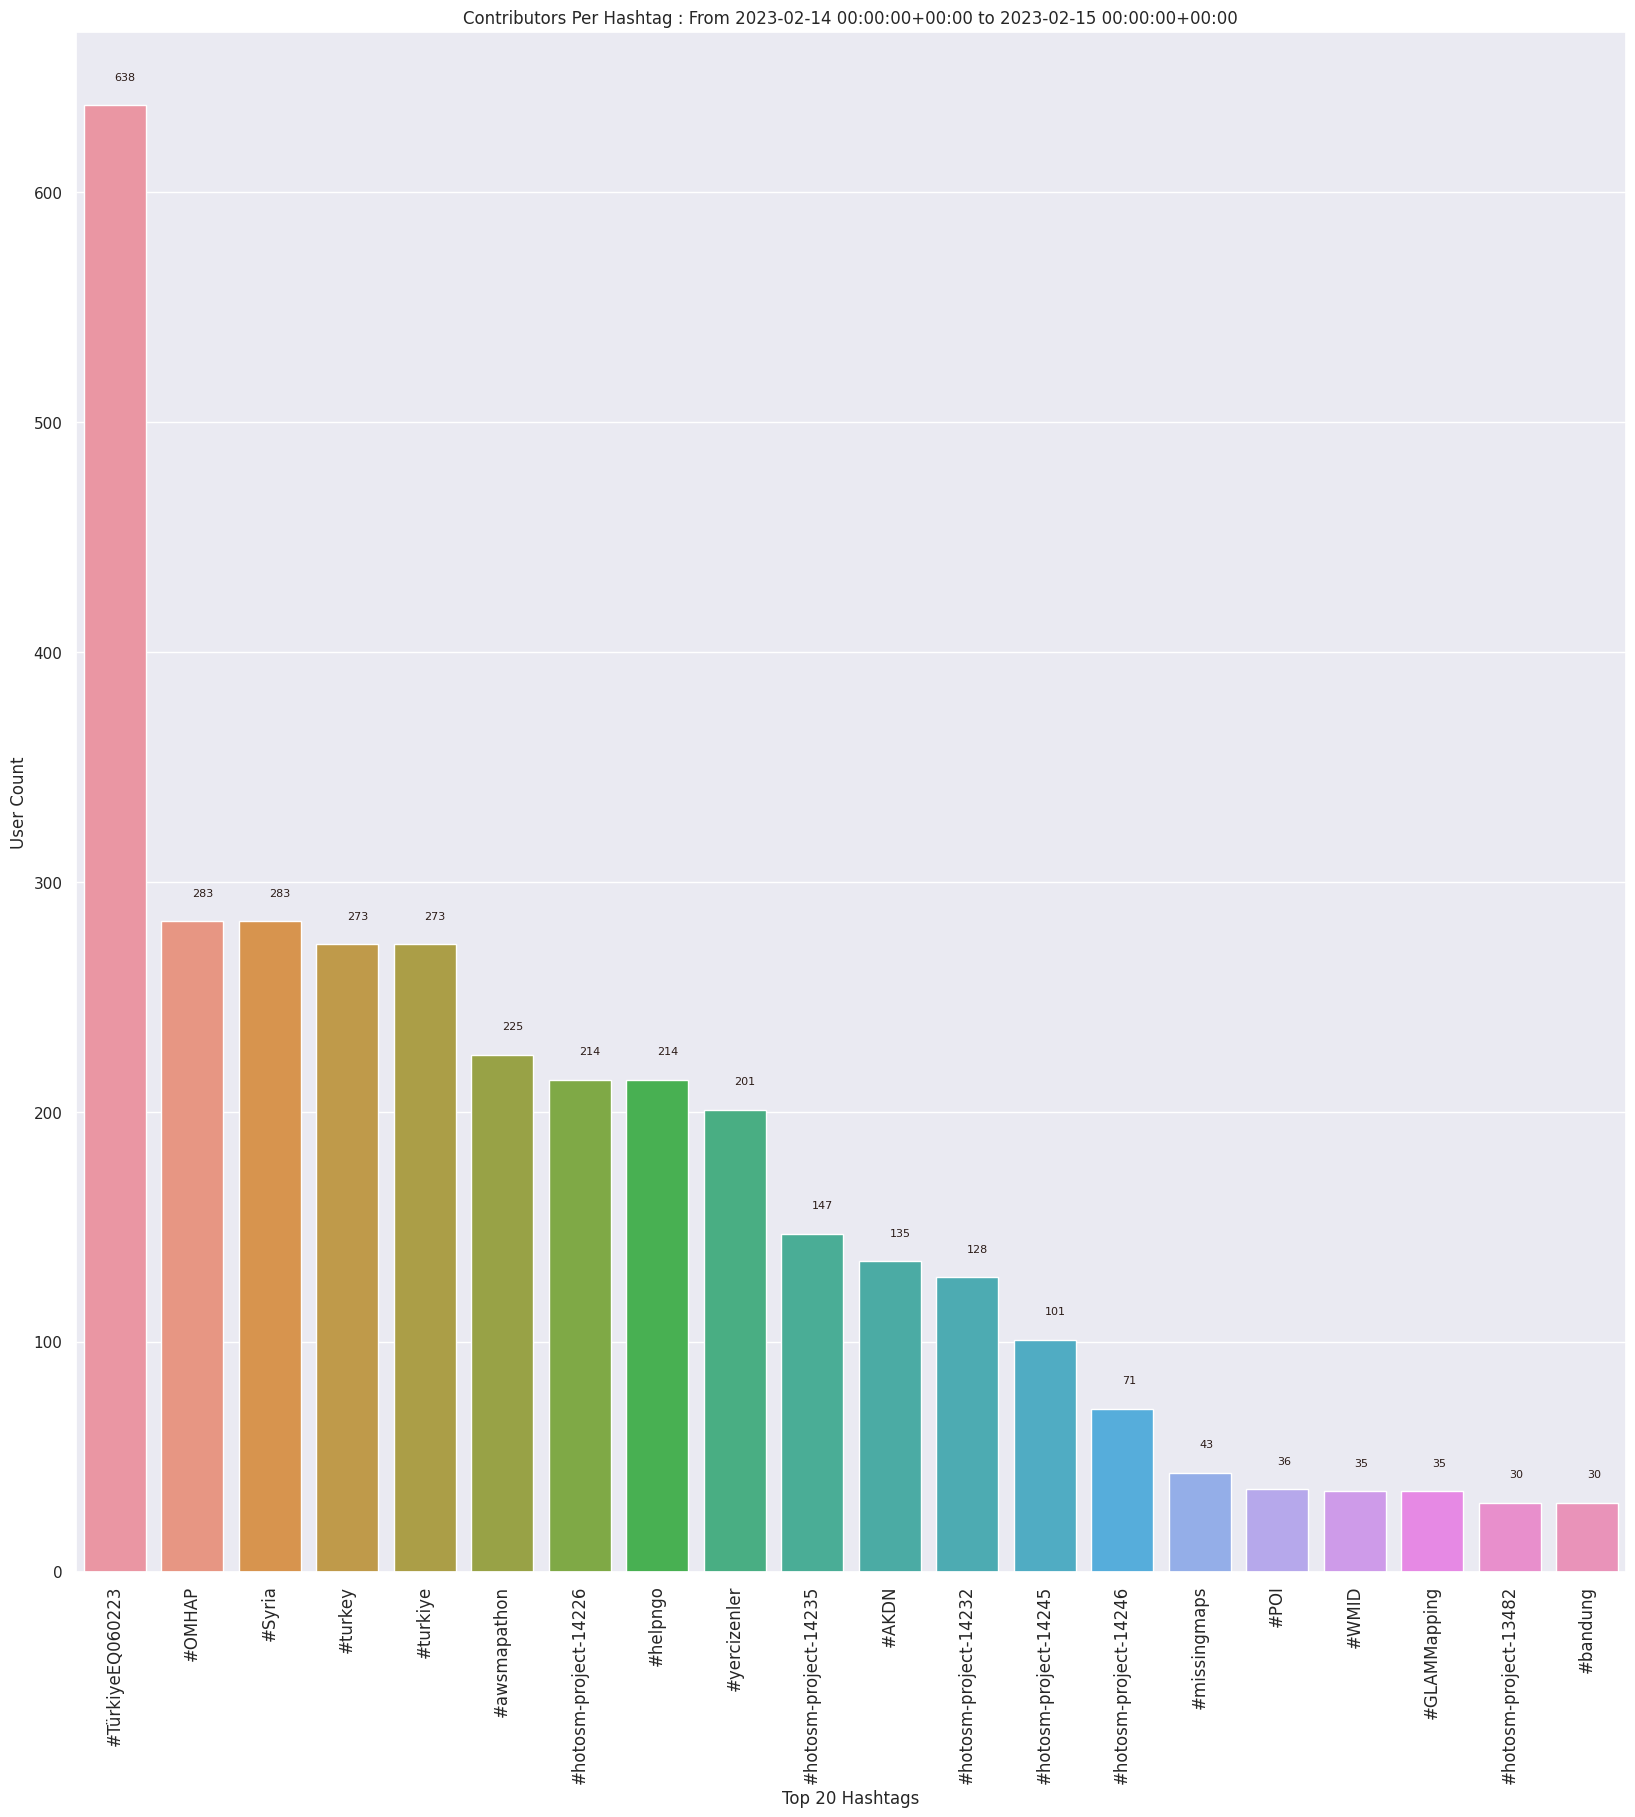 Contributors Per Hashtag : From 2023-02-14 00:00:00+00:00 to 2023-02-15 00:00:00+00:00
User Count
600
500
400
300
200
100
0
638
283
283
273
273
225
214
214
201
147
135
128
101
71
43
36
35
35
30
30
#TürkiyeEQ060223
#OMHAP
#Syria
#turkey
#turkiye
#awsmapathon
#hotosm-project-14226
#helpngo
#yercizenler
#hotosm-project-14235
#AKDN
#hotosm-project-14232
#hotosm-project-14245
#hotosm-project-14246
#missingmaps
#POI
#WMID
#GLAMMapping
#hotosm-project-13482
#bandung
Top 20 Hashtags